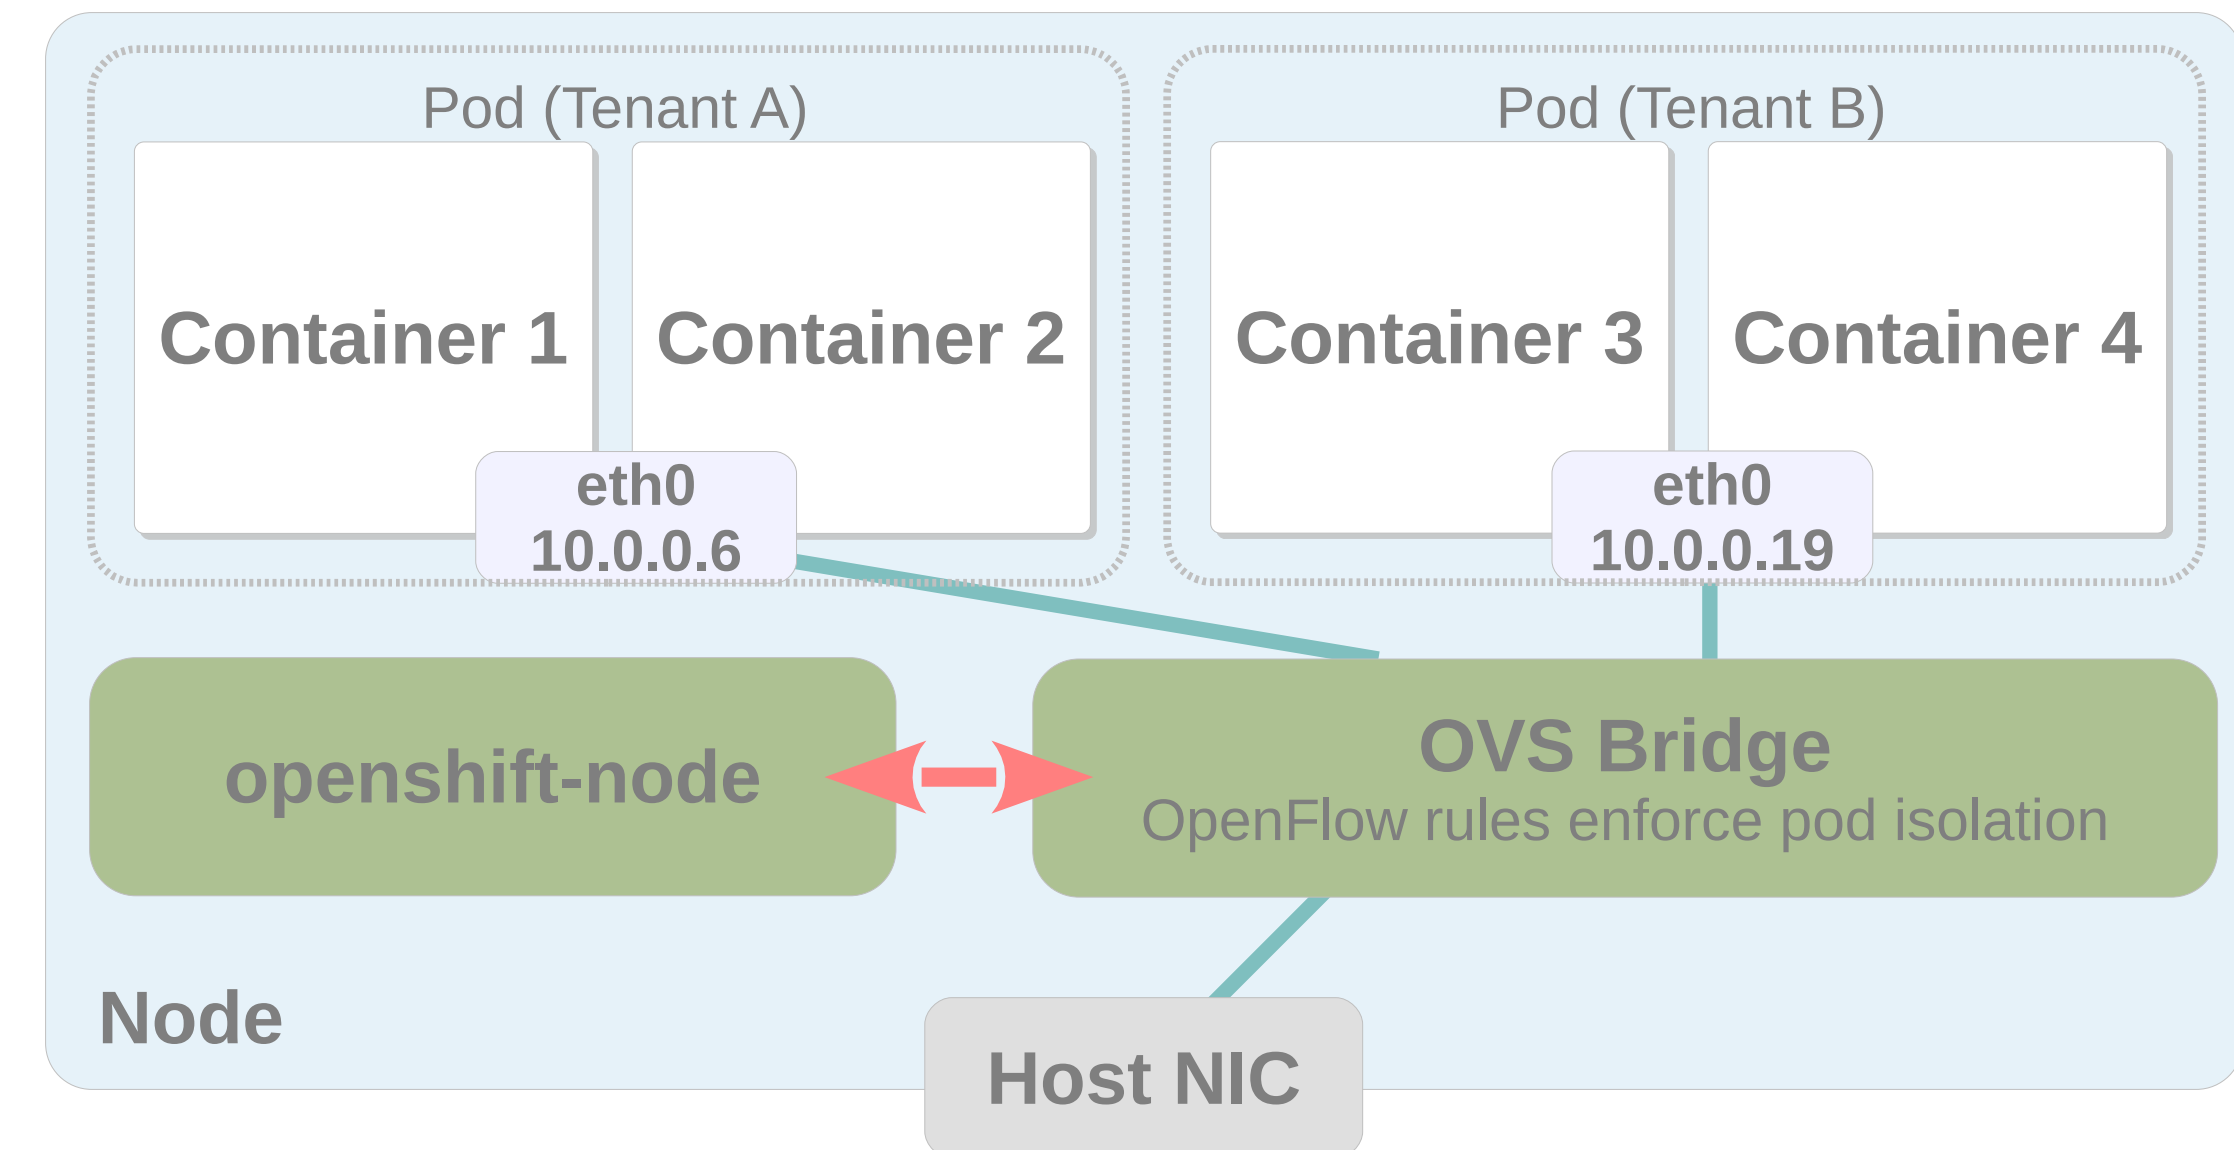 Pod (Tenant A)
Pod (Tenant B)
Container 1
Container 2
Container 3
Container 4
eth0
10.0.0.6
eth0
10.0.0.19
openshift-node
OVS Bridge
OpenFlow rules enforce pod isolation
Node
Host NIC